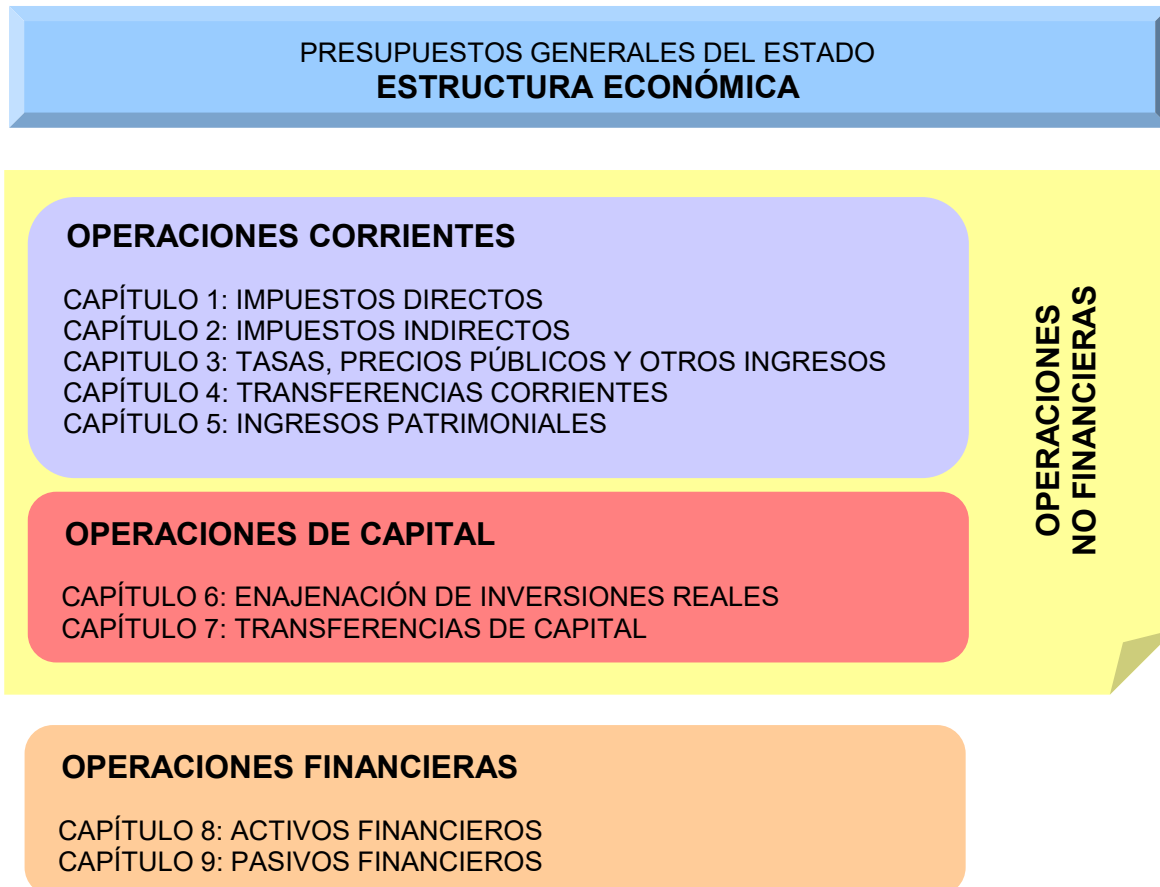 PRESUPUESTOS GENERALES DEL ESTADO
ESTRUCTURA ECONÓMICA
OPERACIONES CORRIENTES
CAPÍTULO 1: IMPUESTOS DIRECTOS
CAPÍTULO 2: IMPUESTOS INDIRECTOS
CAPITULO 3: TASAS, PRECIOS PÚBLICOS Y OTROS INGRESOS
CAPÍTULO 4: TRANSFERENCIAS CORRIENTES
CAPÍTULO 5: INGRESOS PATRIMONIALES
OPERACIONES DE CAPITAL
CAPÍTULO 6: ENAJENACIÓN DE INVERSIONES REALES
CAPÍTULO 7: TRANSFERENCIAS DE CAPITAL
OPERACIONES
NO FINANCIERAS
OPERACIONES FINANCIERAS
CAPÍTULO 8: ACTIVOS FINANCIEROS
CAPÍTULO 9: PASIVOS FINANCIEROS